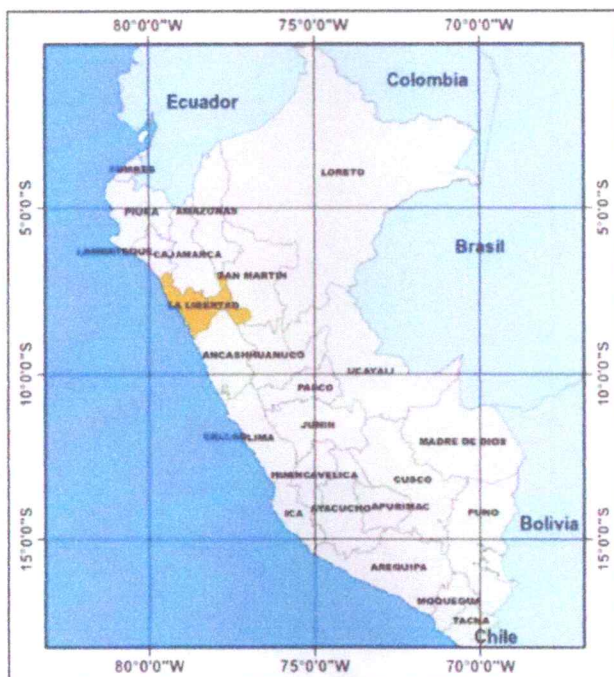 80°0'0"W 75°0'0"W 70°0'0"W
Colombia
Ecuador
TUMBES
LORETO
5°0'0"S 5°0'0"S
PIURA AMAZONAS
Brasil
LAMBAYEQUE CAJAMARCA
SAN MARTIN
LA LIBERTAD
ANCASH HUANUCO
UCAYALI
10°0'0"S 10°0'0"S
PASCO
JUNIN
CALLAO LIMA
MADRE DE DIOS
HUANCAVELICA
CUSCO
ICA AYACUCHO APURIMAC PUNO
Bolivia
15°0'0"S 15°0'0"S
AREQUIPA
MOQUEGUA
TACNA
Chile
80°0'0"W 75°0'0"W 70°0'0"W